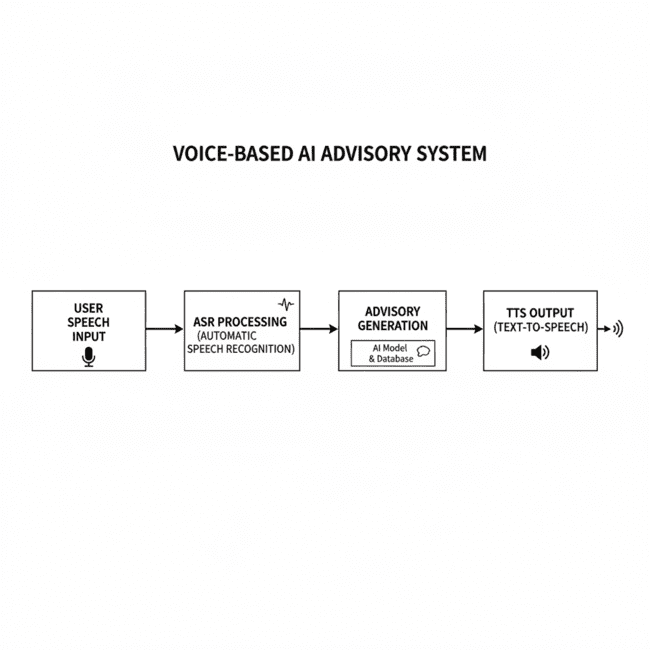 VOICE-BASED AI ADVISORY SYSTEM
USER
SPEECH
INPUT
ASR PROCESSING
(AUTOMATIC
SPEECH RECOGNITION)
ADVISORY
GENERATION
AI Model
& Database
TTS OUTPUT
(TEXT-TO-SPEECH)